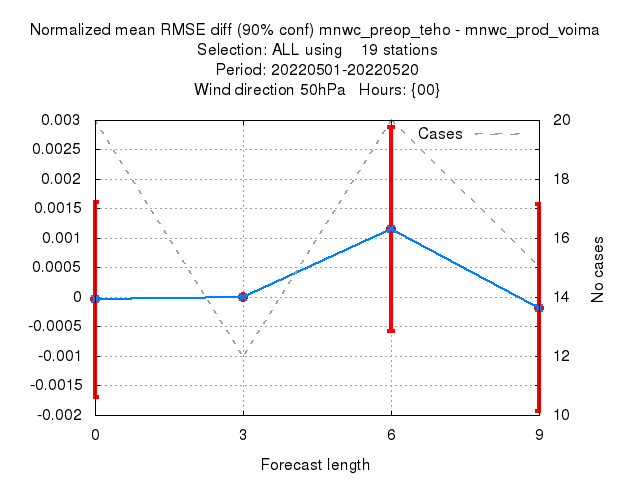 Normalized mean RMSE diff (90% conf) mnwc_preop_teho - mnwc_prod_voima
Selection: ALL using    19 stations
Period: 20220501-20220520
Wind direction 50hPa   Hours: {00}
Cases
0.003
0.0025
0.002
0.0015
0.001
0.0005
0
-0.0005
-0.001
-0.0015
-0.002
20
18
16
14
12
10
No cases
0 3 6 9
Forecast length